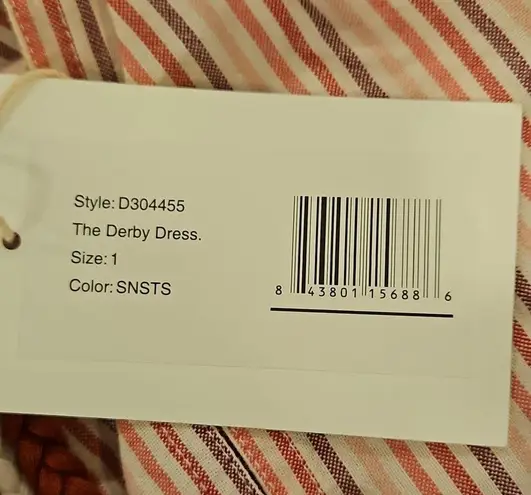 Style: D304455
The Derby Dress.
Size: 1
Color: SNSTS
8 43801 15688 6